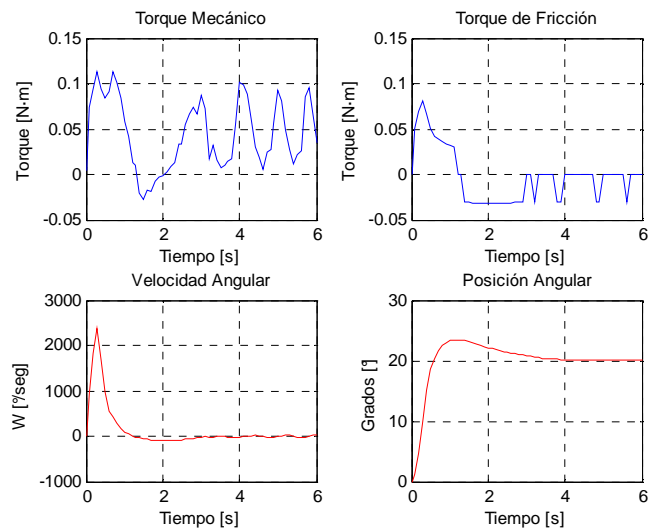 Torque Mecánico
0.15
0.1
0.05
0
-0.05
Torque [N·m]
0
2
4
6
Tiempo [s]
Torque de Fricción
0.15
0.1
0.05
0
-0.05
Torque [N·m]
0
2
4
6
Tiempo [s]
Velocidad Angular
3000
2000
1000
0
-1000
W [º/seg]
0
2
4
6
Tiempo [s]
Posición Angular
30
20
10
0
Grados [º]
0
2
4
6
Tiempo [s]